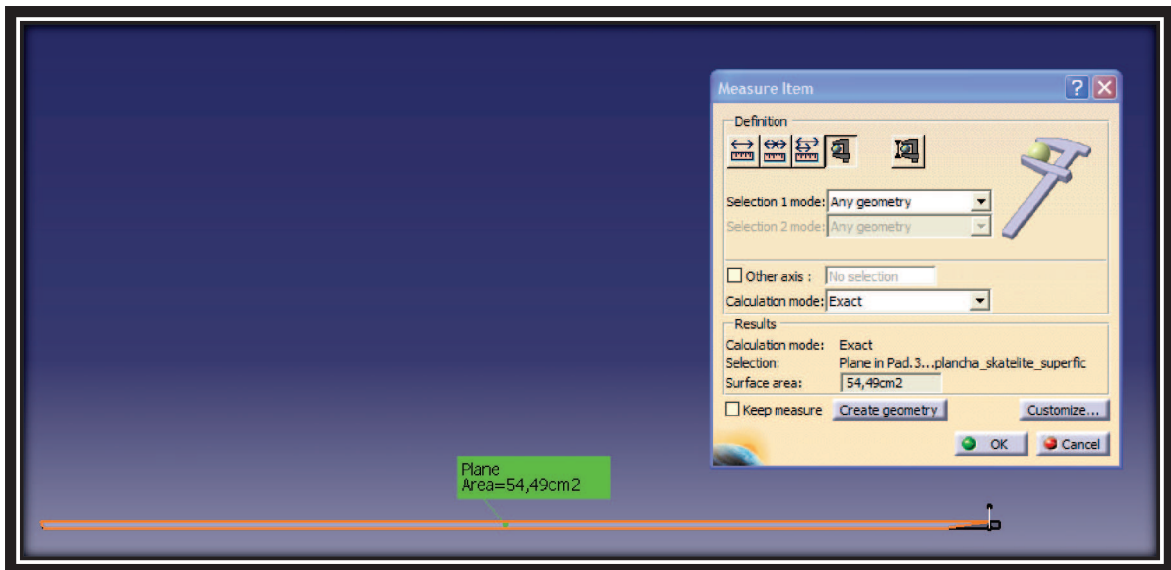 Measure Item
Definition
Selection 1 mode: Any geometry
Selection 2 mode: Any geometry
Other axis : No selection
Calculation mode: Exact
Results
Calculation mode: Exact
Selection: Plane in Pad.3...plancha_skatelite_superfic
Surface area: 54,49cm2
Keep measure Create geometry Customize...
OK Cancel
Plane
Area=54,49cm2